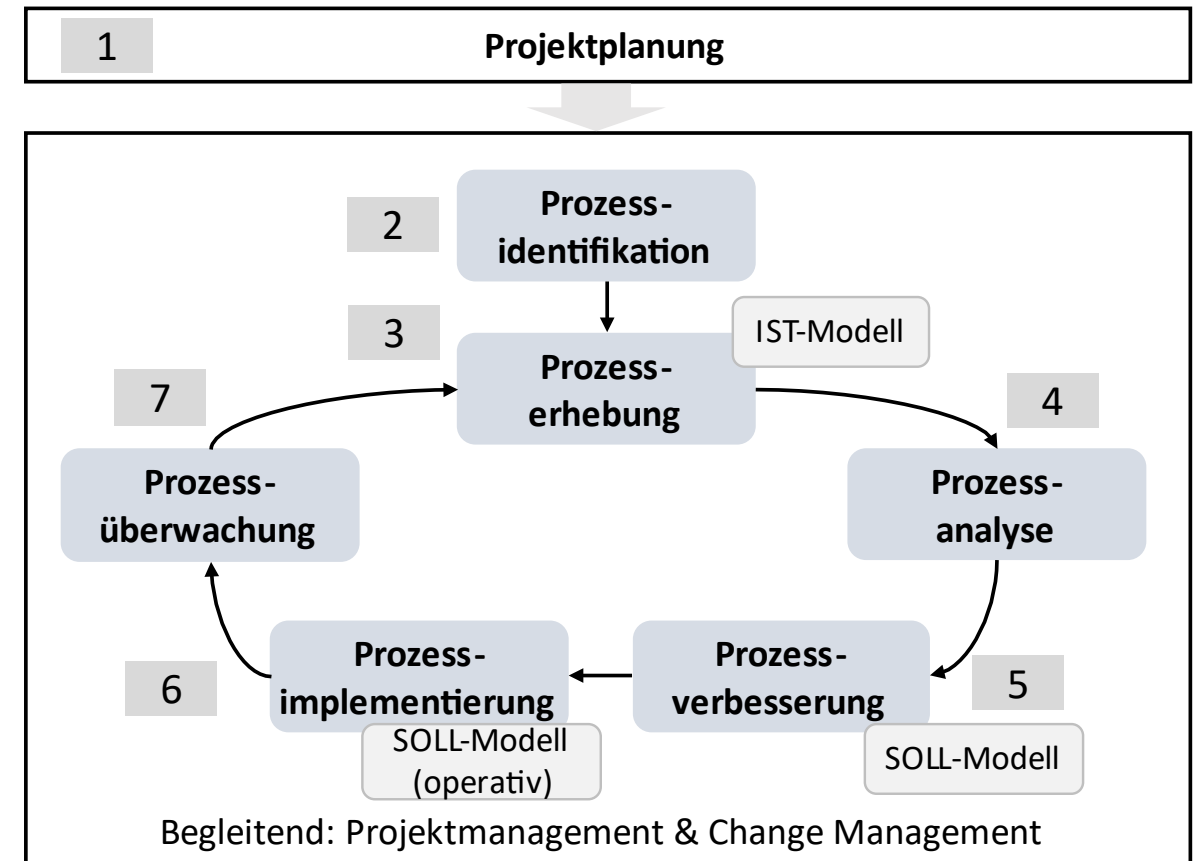 1
Projektplanung
2
Prozess-
identifikation
3
Prozess-
erhebung
IST-Modell
7
4
Prozess-
überwachung
Prozess-
analyse
6
Prozess-
implementierung
SOLL-Modell
(operativ)
Prozess-
verbesserung
5
SOLL-Modell
Begleitend: Projektmanagement & Change Management